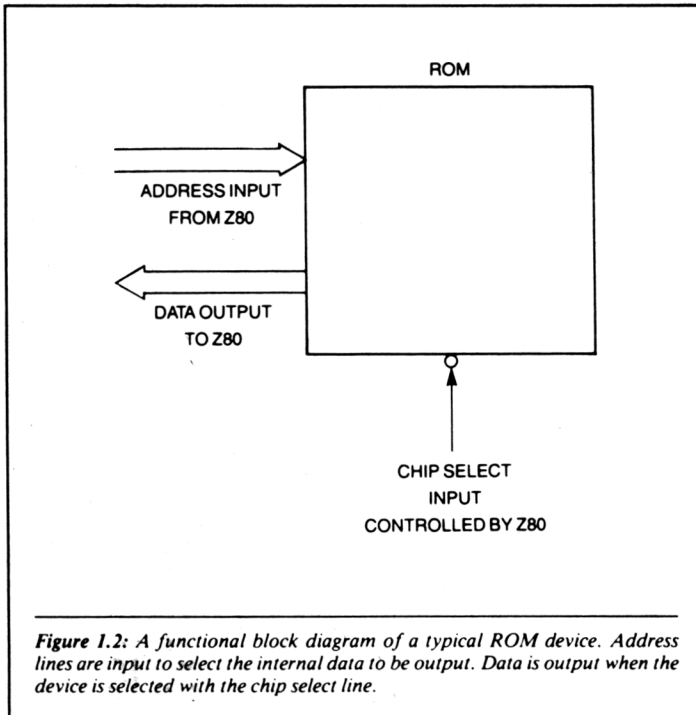 ROM
ADDRESS INPUT
FROM Z80
DATA OUTPUT
TO Z80
CHIP SELECT
INPUT
CONTROLLED BY Z80
Figure 1.2: A functional block diagram of a typical ROM device. Address
lines are input to select the internal data to be output. Data is output when the
device is selected with the chip select line.